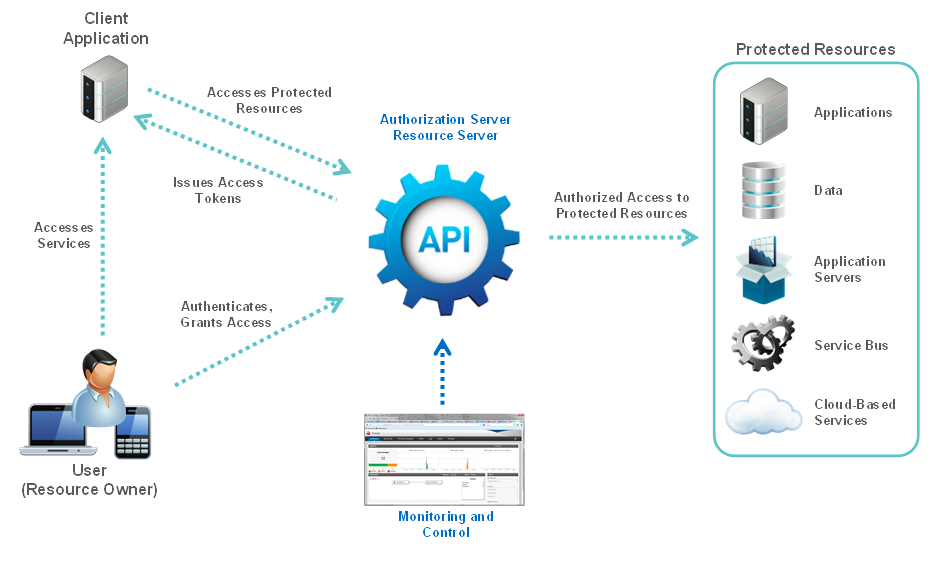 Client
Application
Protected Resources
Accesses Protected
Resources
Authorization Server
Resource Server
Applications
Issues Access
Tokens
Data
Authorized Access to
Protected Resources
Accesses
Services
API
Application
Servers
Authenticates,
Grants Access
Service Bus
Cloud-Based
Services
User
(Resource Owner)
Monitoring and
Control